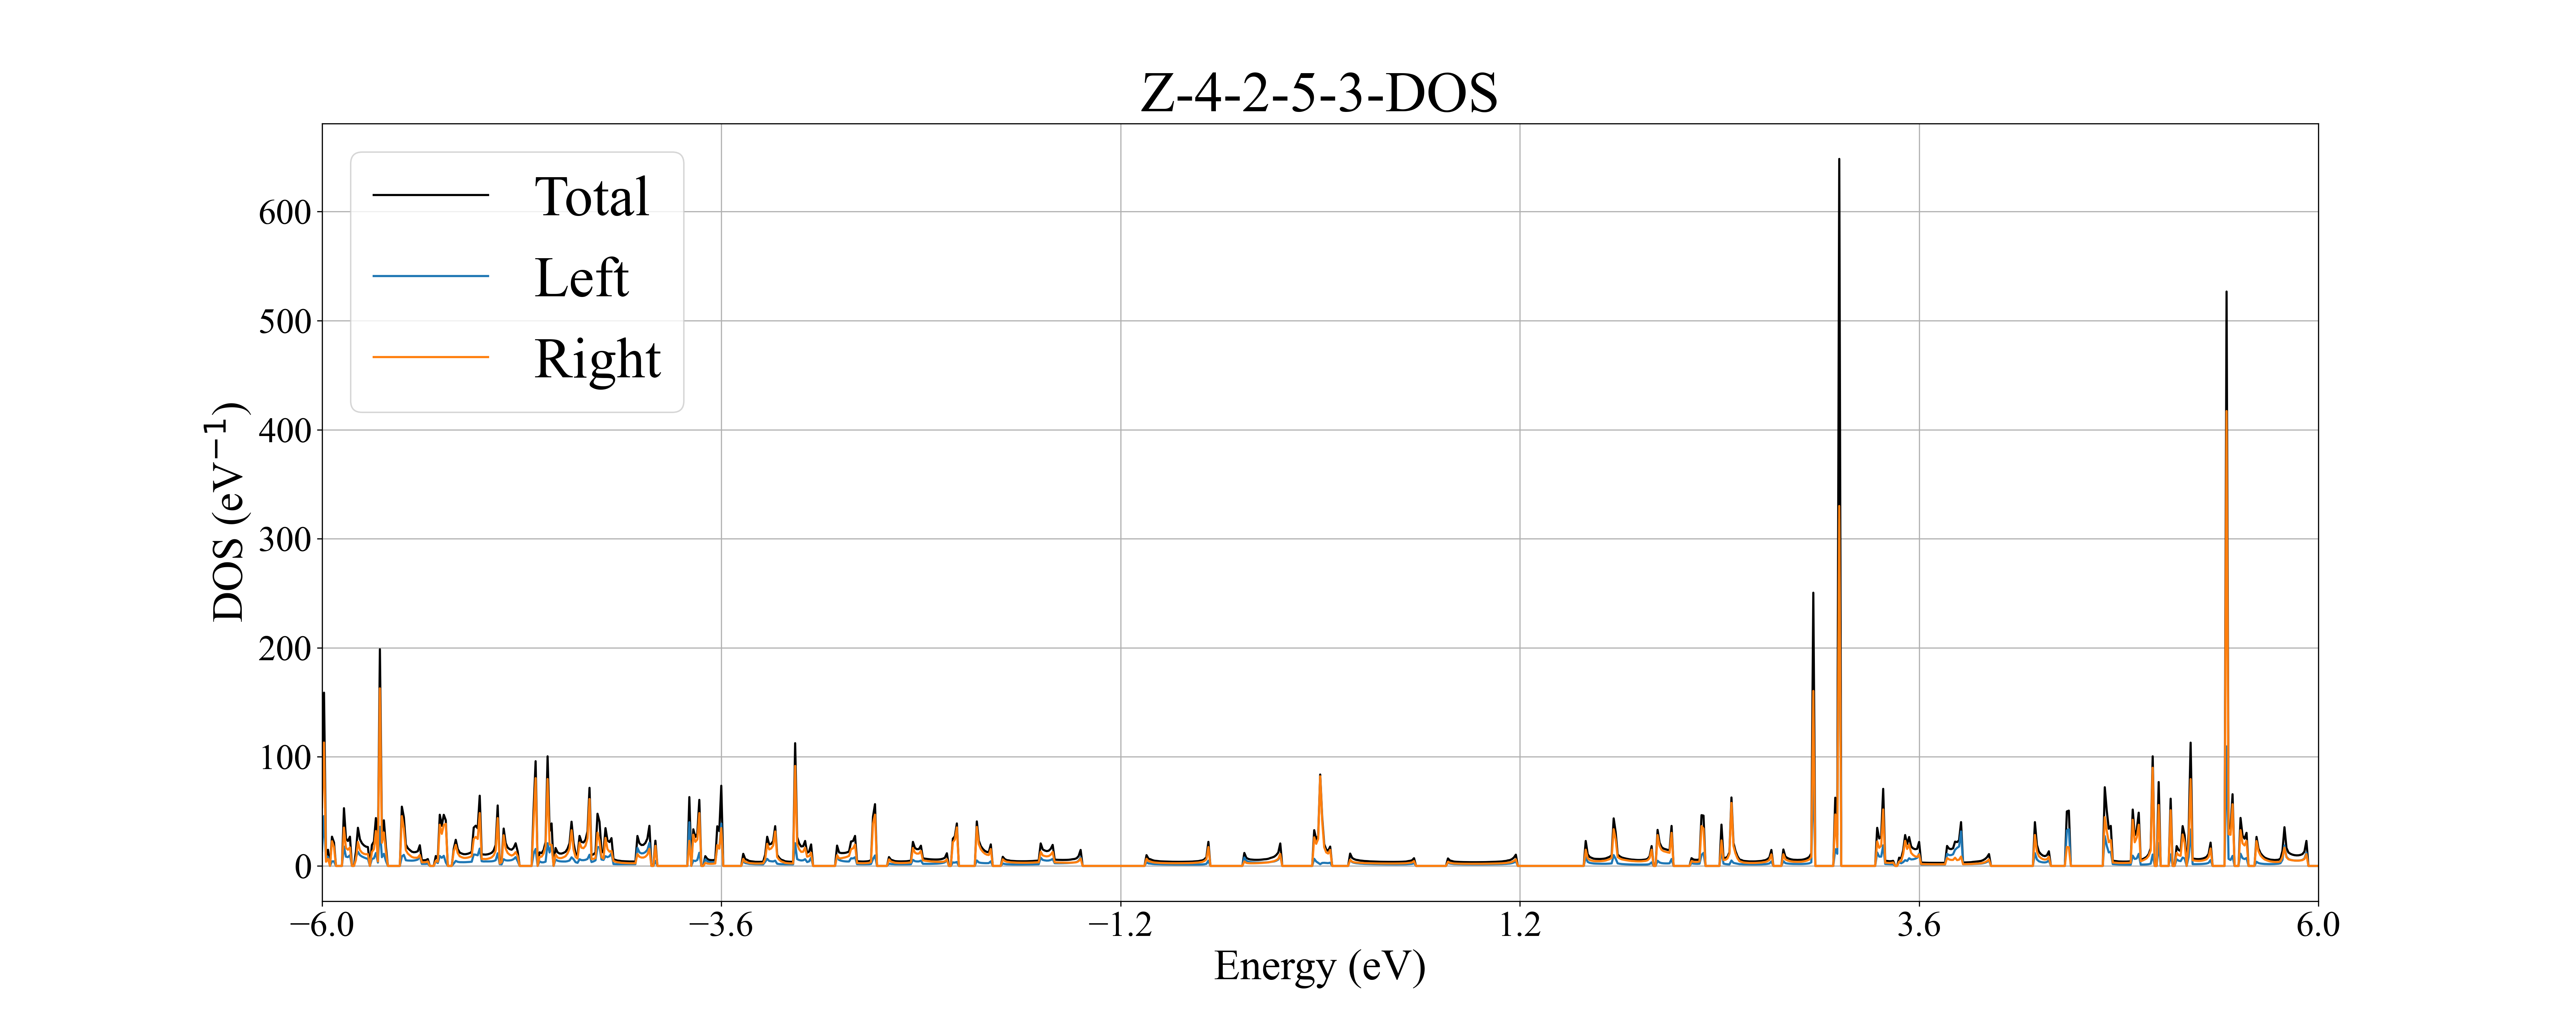 Z-4-2-5-3-DOS
Total
Left
Right
600
500
400
300
200
100
0
DOS (eV⁻¹)
−6.0 −3.6 −1.2 1.2 3.6 6.0
Energy (eV)